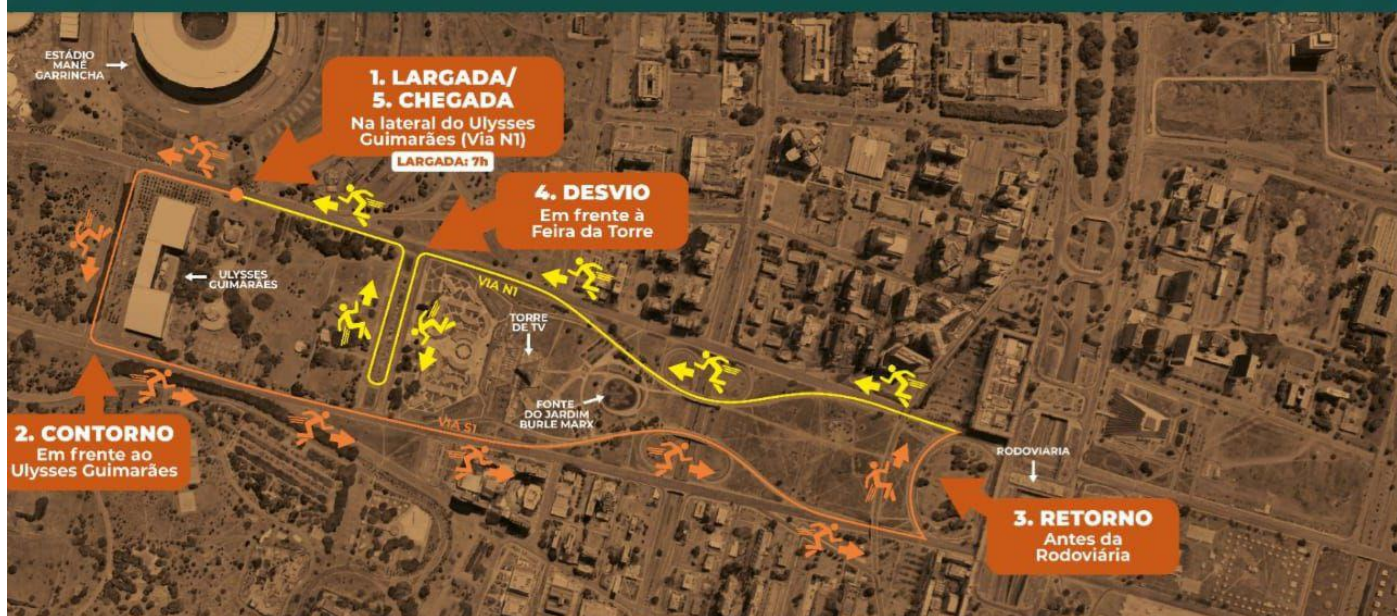 ESTÁDIO
MANÉ
GARRINCHA
1. LARGADA/
5. CHEGADA
Na lateral do Ulysses
Guimarães (Via N1)
LARGADA: 7h
4. DESVIO
Em frente à
Feira da Torre
ULYSSES
GUIMARÃES
VIA N1
TORRE
DE TV
FONTE
DO JARDIM
BURLE MARX
VIA S1
2. CONTORNO
Em frente ao
Ulysses Guimarães
RODOVIARIA
3. RETORNO
Antes da
Rodoviária